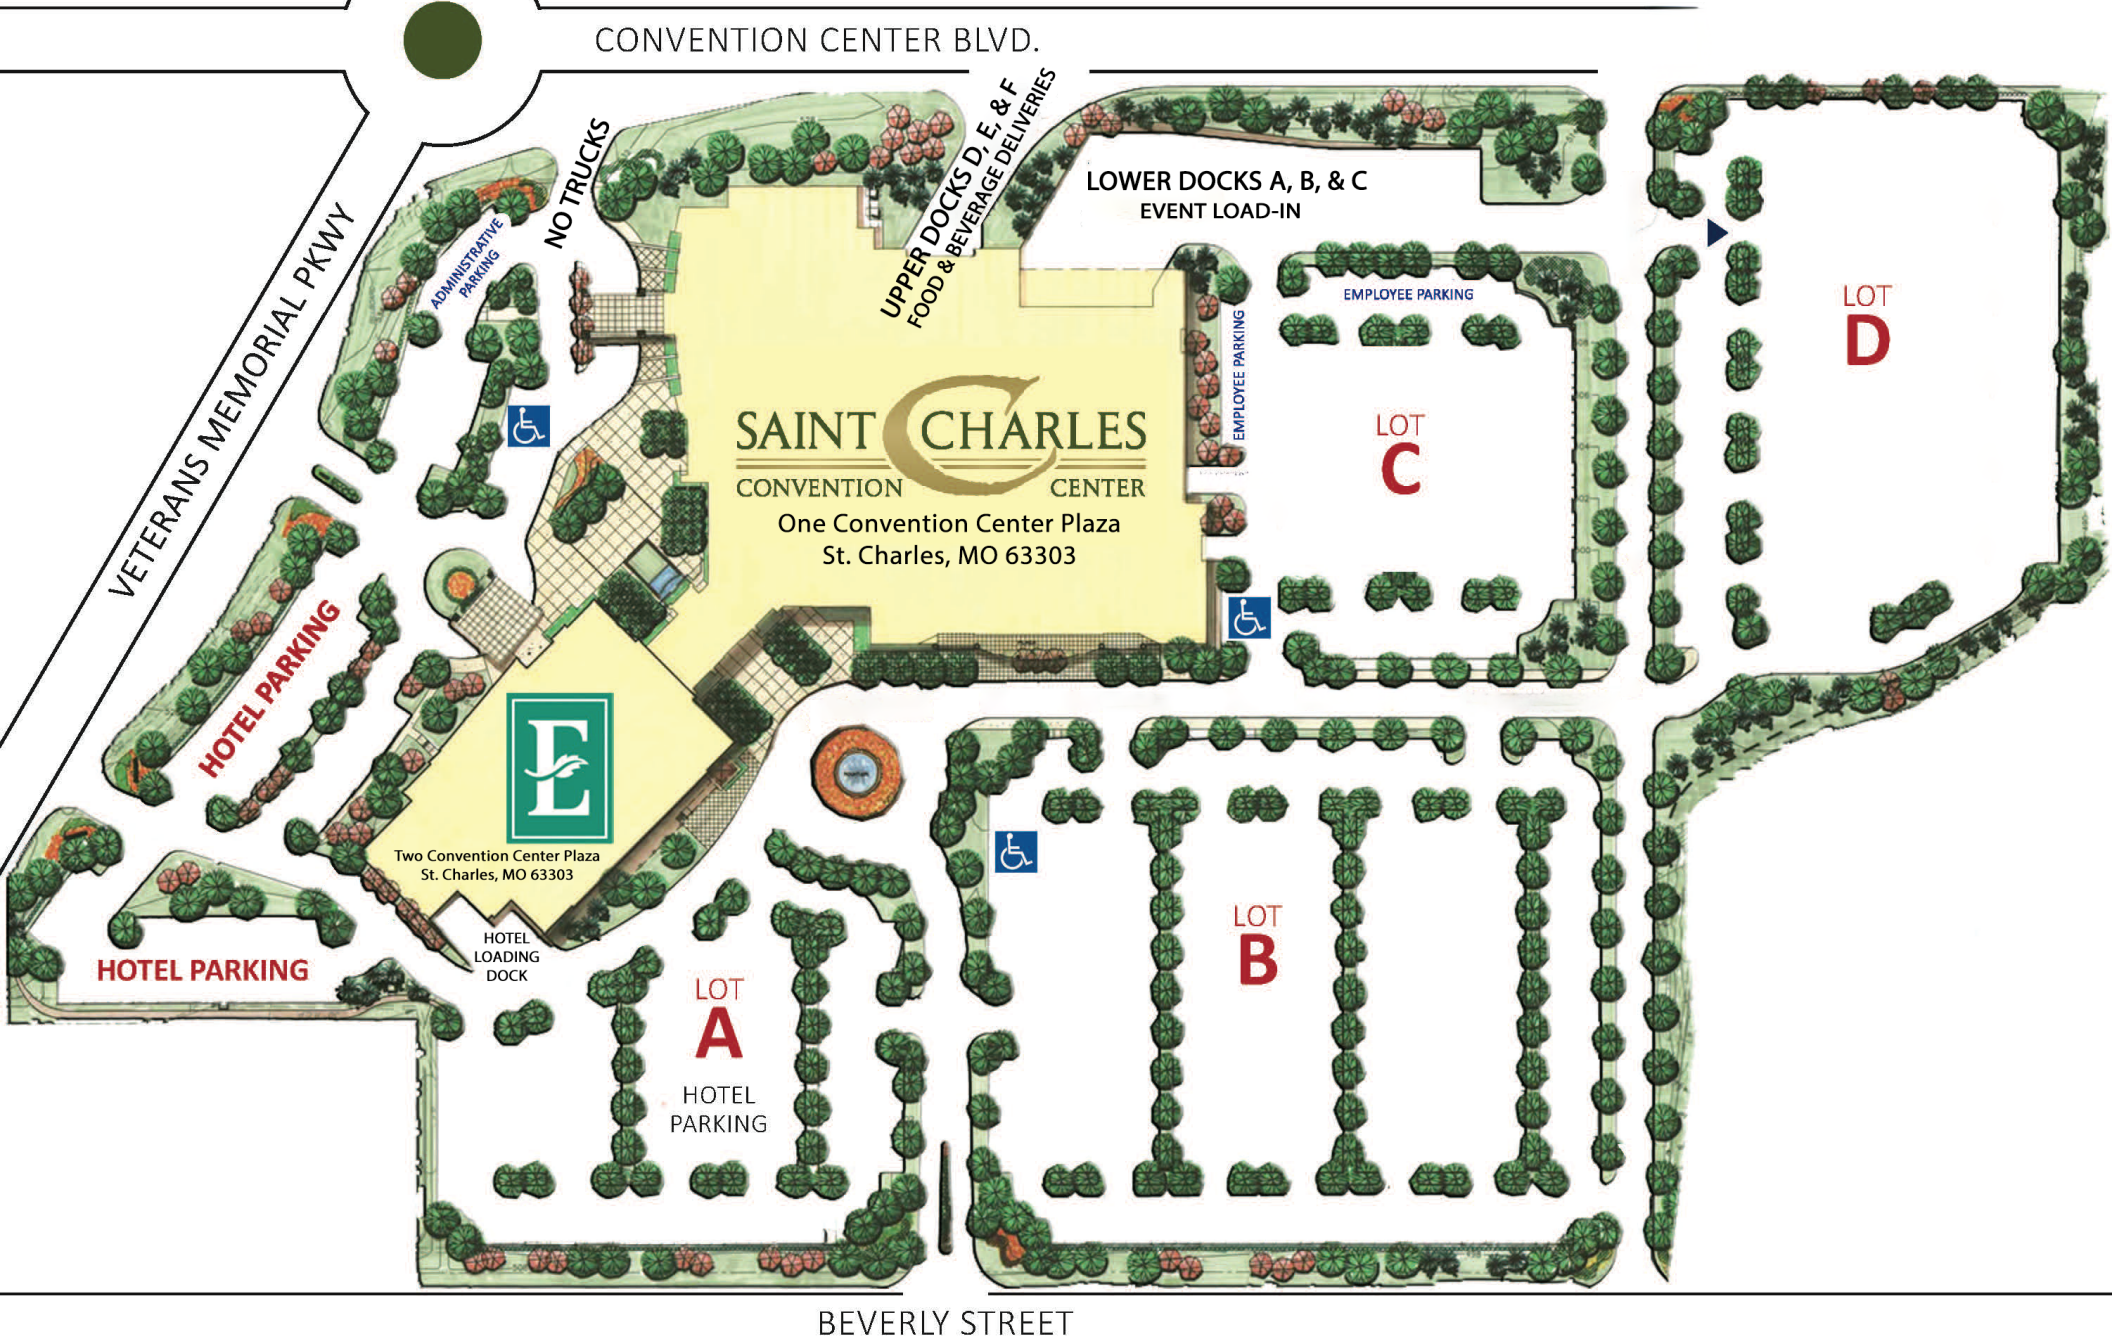 CONVENTION CENTER BLVD.
VETERANS MEMORIAL PKWY
NO TRUCKS
ADMINISTRATIVE
PARKING
UPPER DOCKS D, E, & F
FOOD & BEVERAGE DELIVERIES
LOWER DOCKS A, B, & C
EVENT LOAD-IN
EMPLOYEE PARKING
EMPLOYEE PARKING
LOT
D
LOT
C
SAINT CHARLES
CONVENTION CENTER
One Convention Center Plaza
St. Charles, MO 63303
HOTEL PARKING
E
Two Convention Center Plaza
St. Charles, MO 63303
HOTEL
LOADING
DOCK
HOTEL PARKING
LOT
A
HOTEL
PARKING
LOT
B
BEVERLY STREET